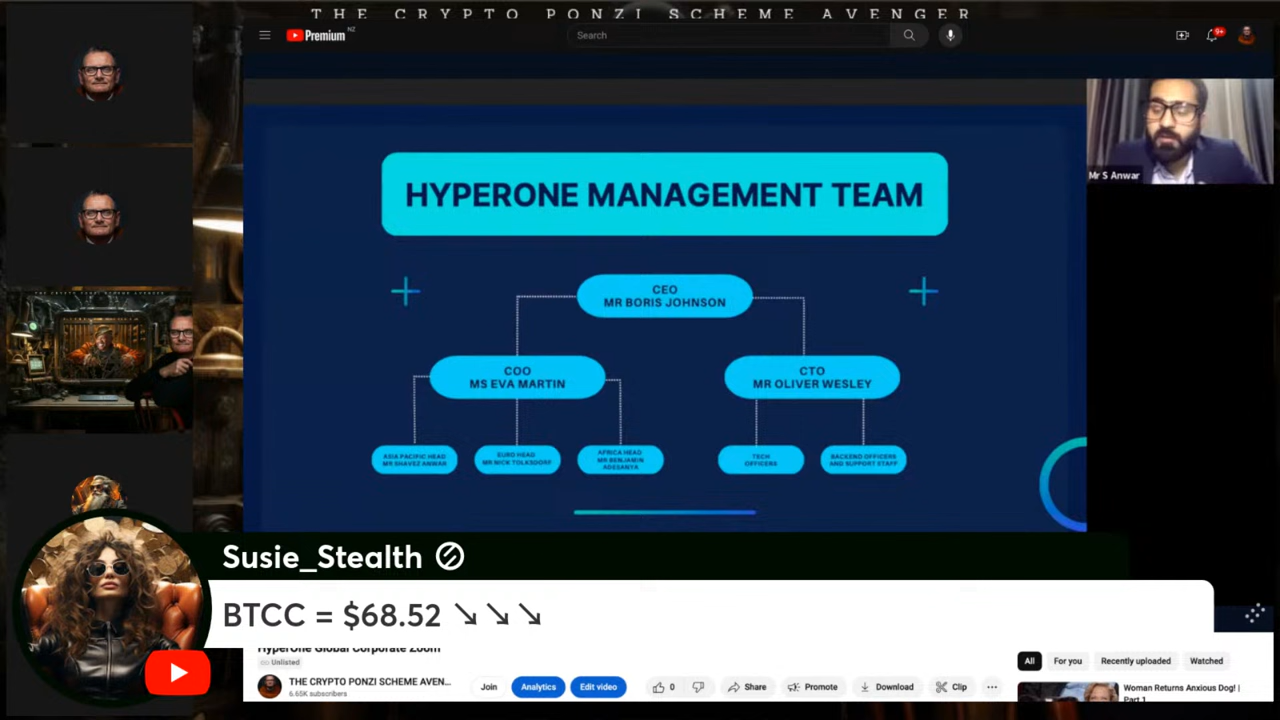 THE CRYPTO PONZI SCHEME AVENGER
Premium NZ
Search
9+
Mr S Anwar
HYPERONE MANAGEMENT TEAM
CEO
MR BORIS JOHNSON
COO
MS EVA MARTIN
CTO
MR OLIVER WESLEY
ASIA PACIFIC HEAD
MR SHAVEZ ANWAR
EURO HEAD
MR NICK TOLKSDORF
AFRICA HEAD
MR BENJAMIN
ADESANYA
TECH
OFFICERS
BACKEND OFFICERS
AND SUPPORT STAFF
Susie_Stealth
BTCC = $68.52 ↘↘↘
HyperOne Global Corporate Zoom
Unlisted
THE CRYPTO PONZI SCHEME AVEN...
6.65K subscribers
Join
Analytics
Edit video
0
Share
Promote
Download
Clip
...
All
For you
Recently uploaded
Watched
Woman Returns Anxious Dog! |
Part 1